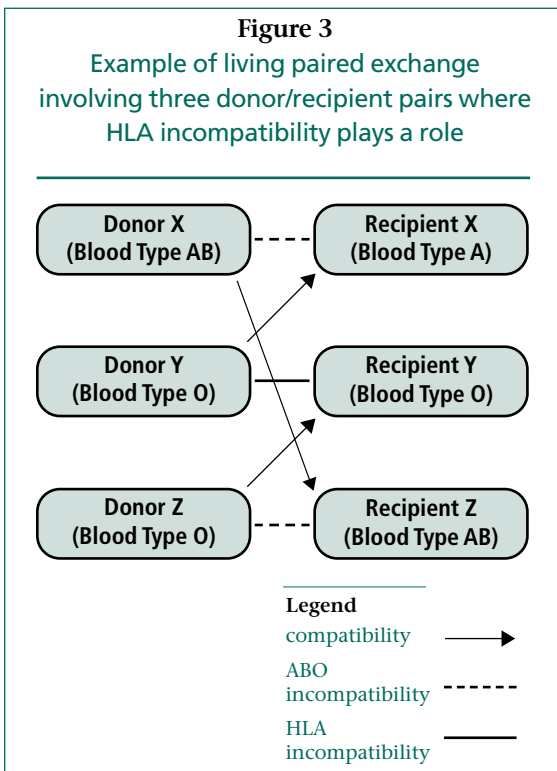 Figure 3
Example of living paired exchange
involving three donor/recipient pairs where
HLA incompatibility plays a role
Donor X
(Blood Type AB)
Recipient X
(Blood Type A)
Donor Y
(Blood Type O)
Recipient Y
(Blood Type O)
Donor Z
(Blood Type O)
Recipient Z
(Blood Type AB)
Legend
compatibility
ABO
incompatibility
HLA
incompatibility